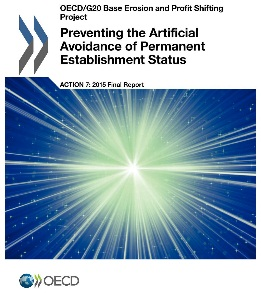 OECD/G20 Base Erosion and Profit Shifting
Project
Preventing the Artificial
Avoidance of Permanent
Establishment Status
ACTION 7: 2015 Final Report
OECD